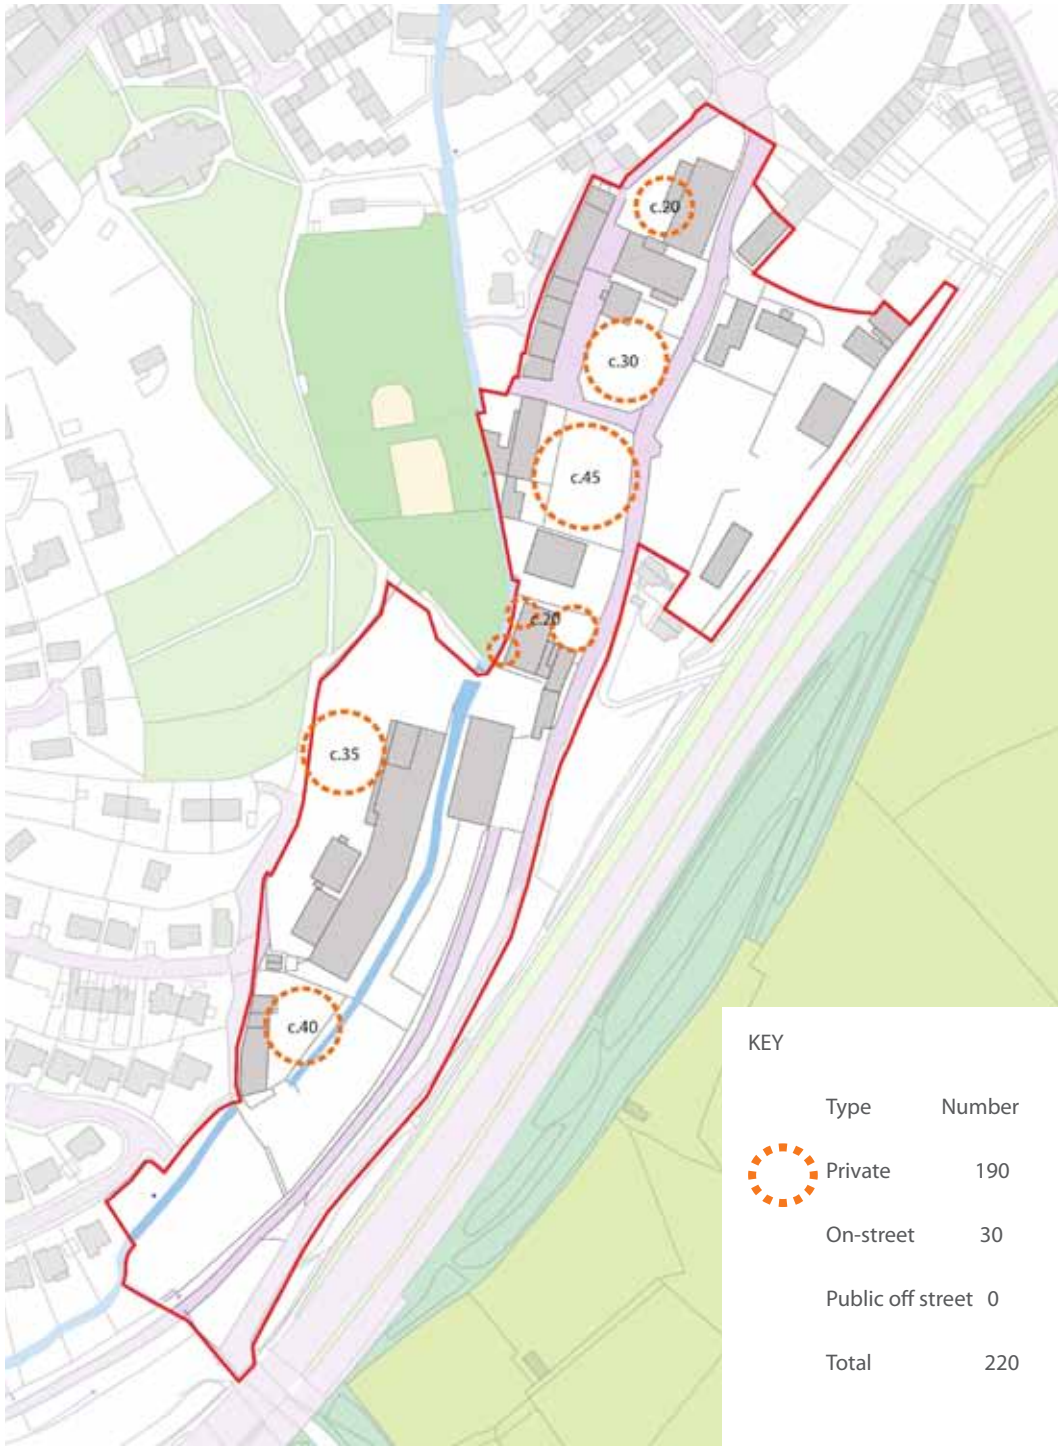 c.20
c.30
c.45
c.20
c.35
c.40
KEY
Type Number
Private 190
On-street 30
Public off street 0
Total 220